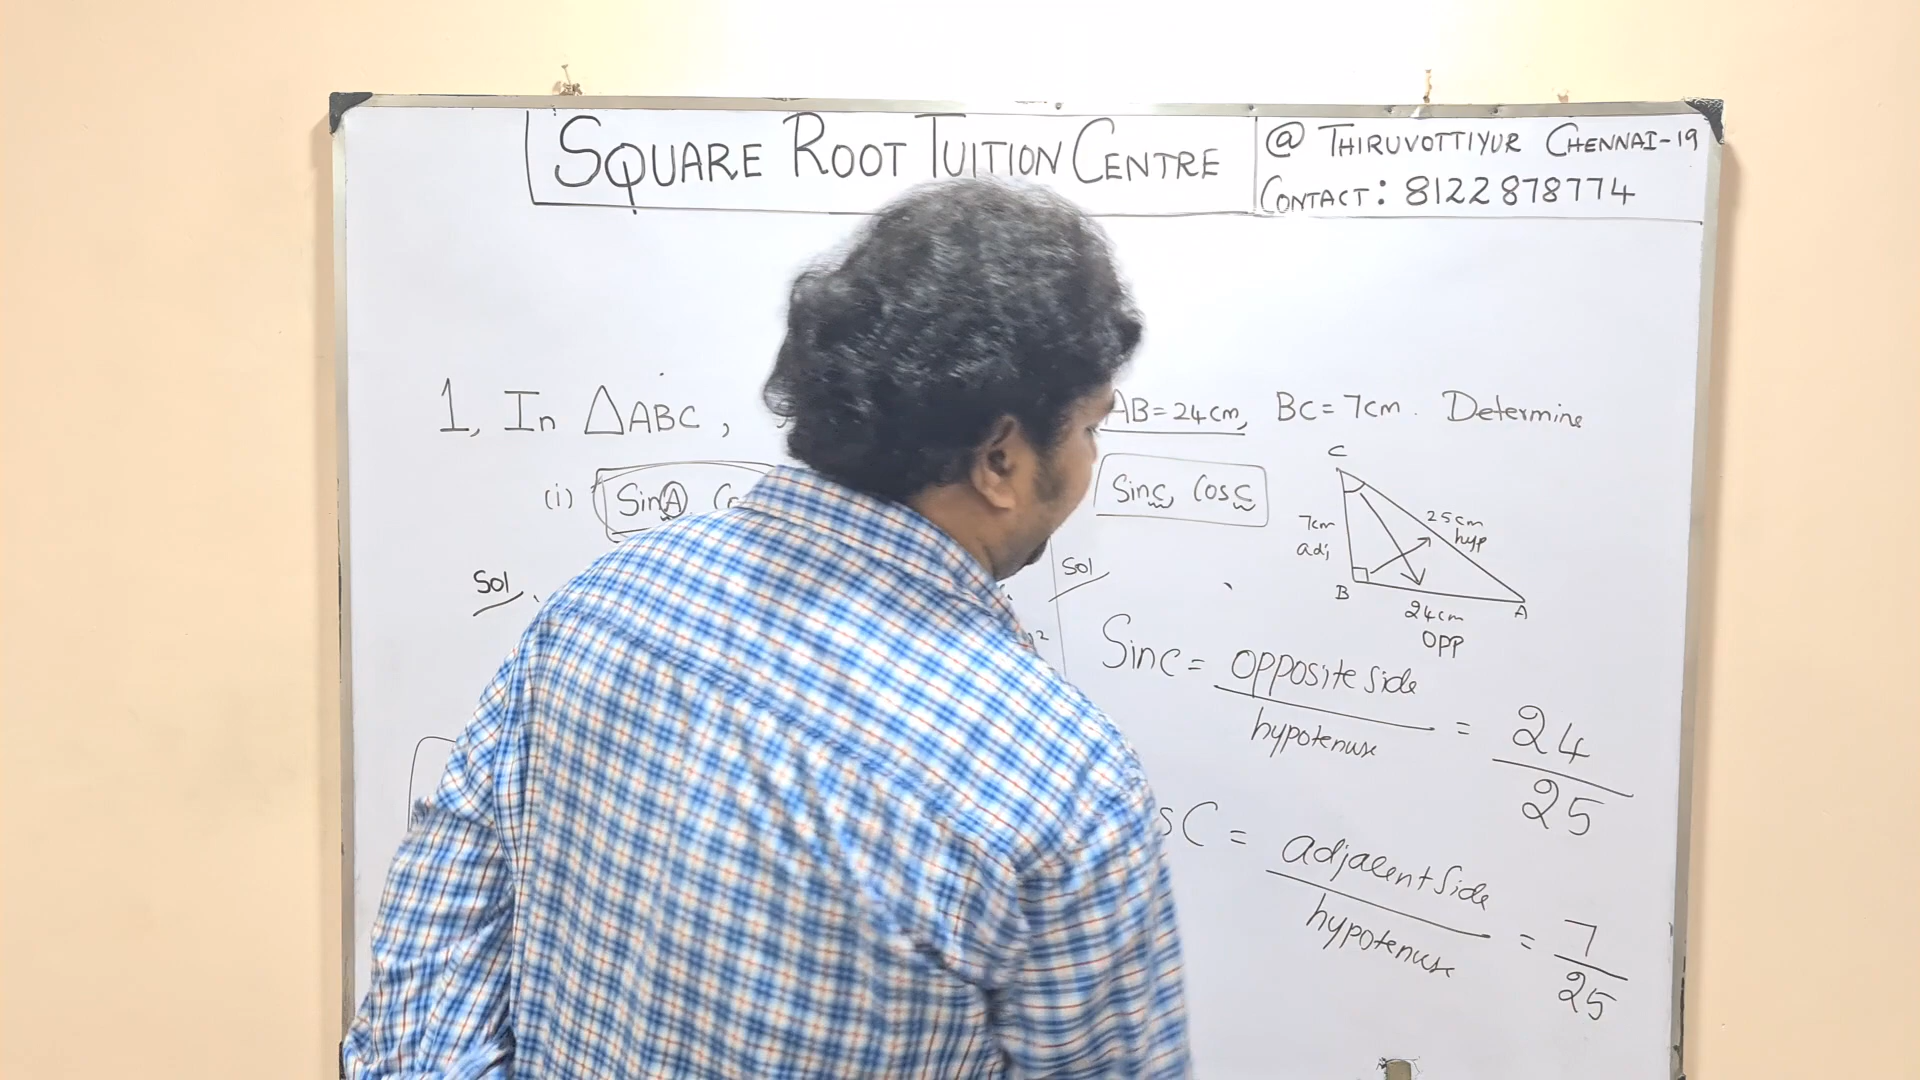 SQUARE ROOT TUITION CENTRE
@ THIRUVOTTIYUR CHENNAI-19
CONTACT: 8122878774
1, In △ABC, AB=24cm, BC=7cm. Determine
(i) SinA
Sinc, Cosc
C
7cm
adj
25cm
hyp
B
24cm
A
OPP
Sol
Sol
Sinc = OPPOSITE Side / hypotenuse = 24/25
s C = adjacent Side / hypotenuse = 7/25